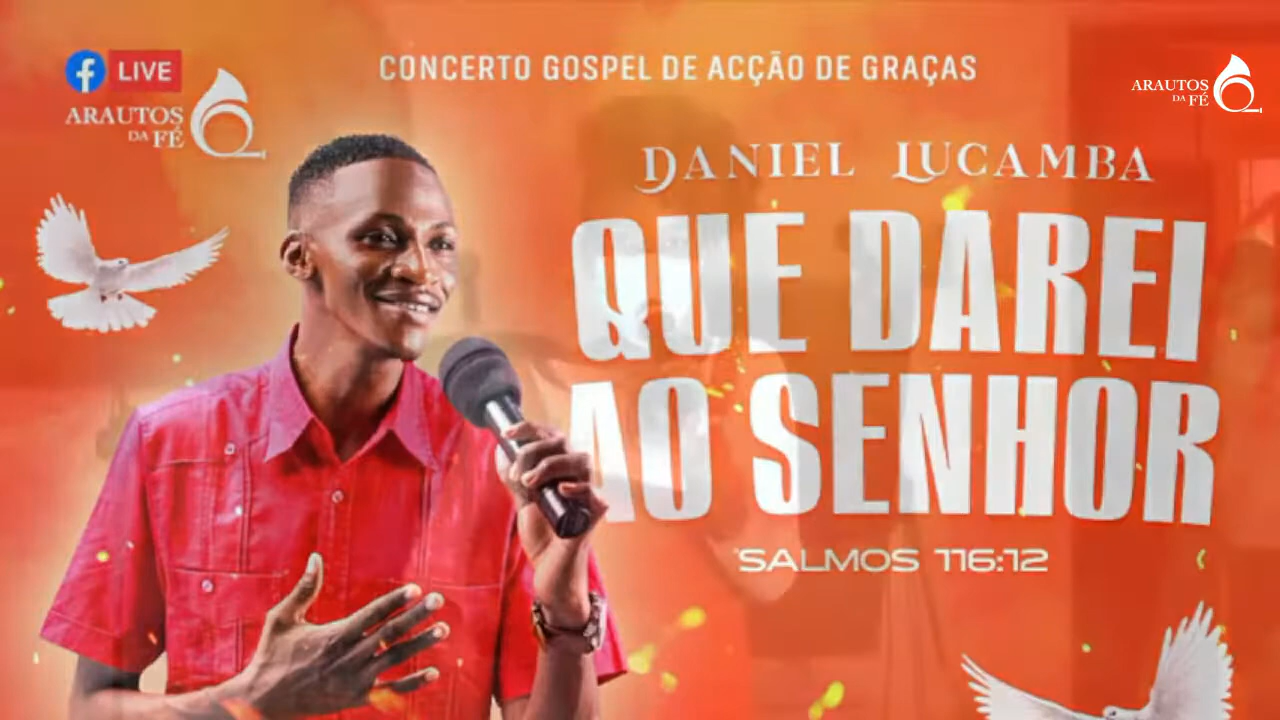 LIVE
ARAUTOS
DA FÉ
CONCERTO GOSPEL DE ACÇÃO DE GRAÇAS
ARAUTOS
DA FÉ
DANIEL LUCAMBA
QUE DAREI
AO SENHOR
SALMOS 116:12